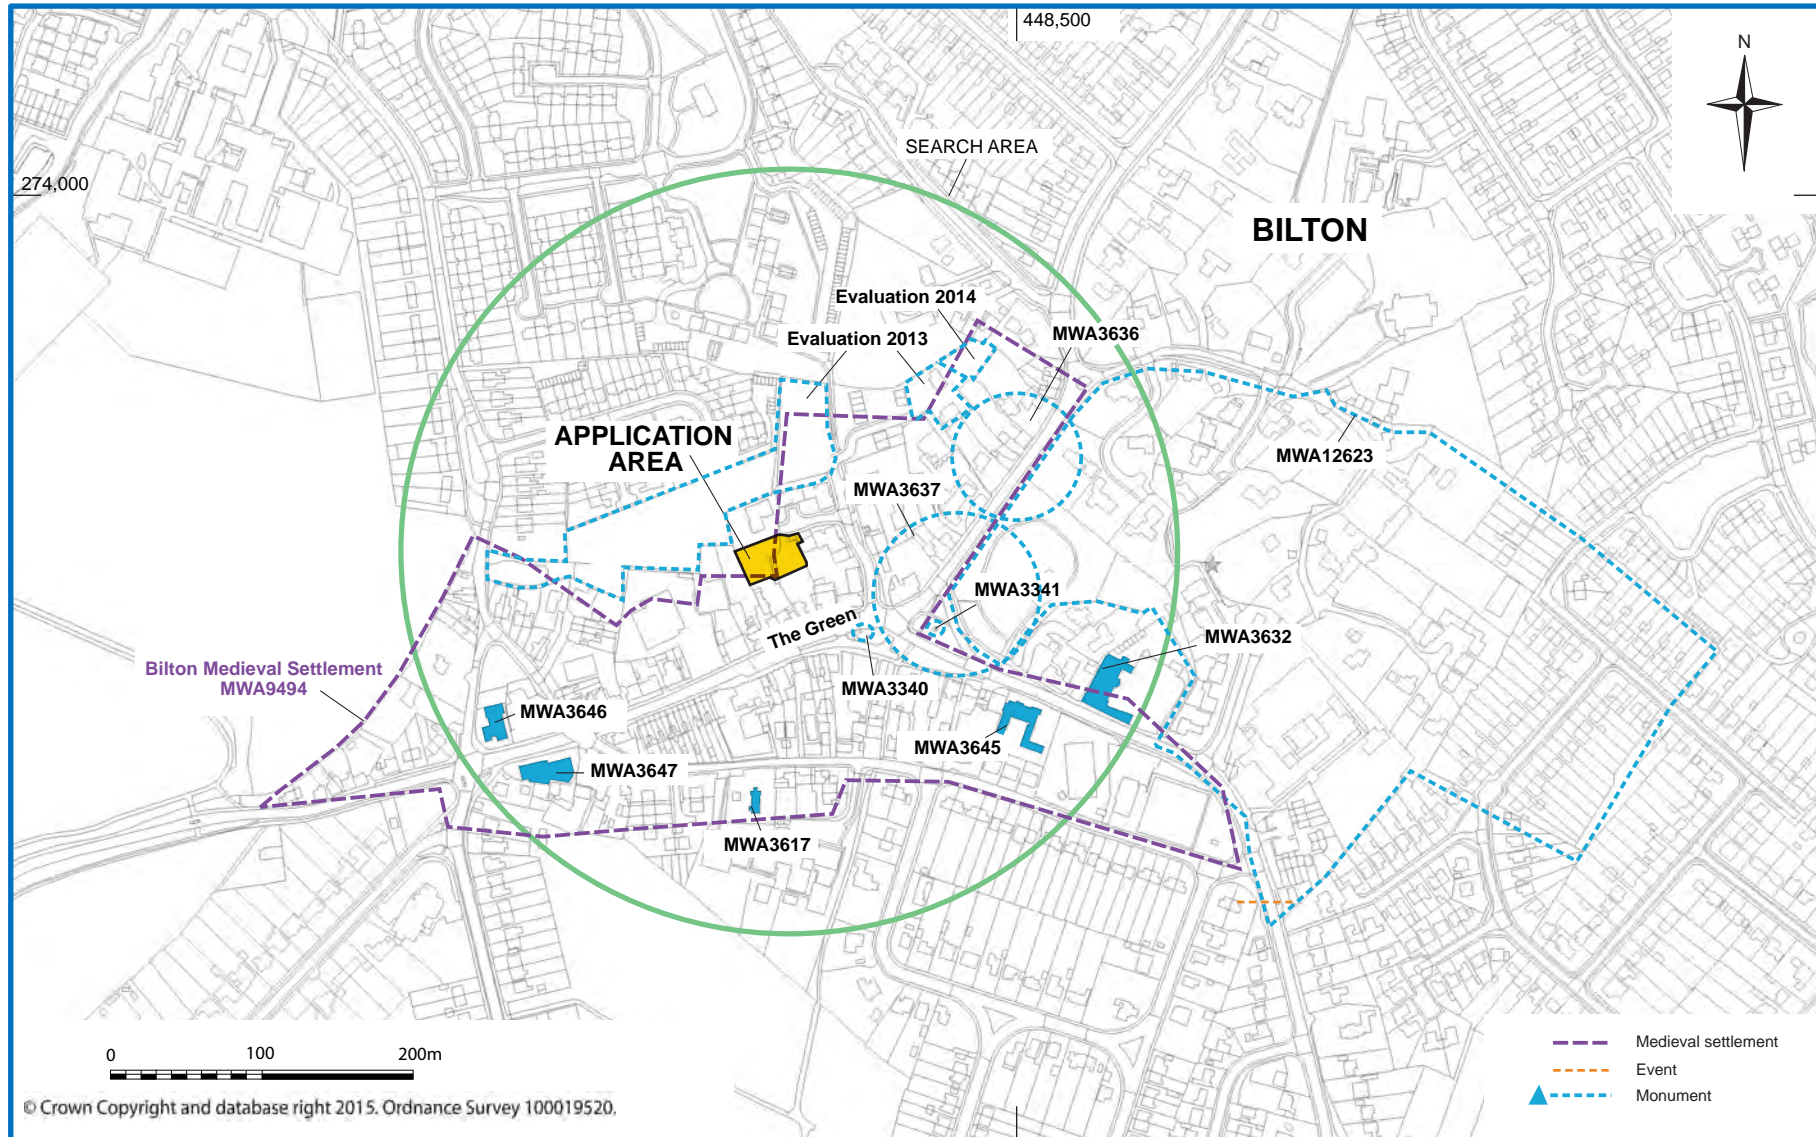 448,500
N
SEARCH AREA
274,000
BILTON
Evaluation 2014
Evaluation 2013
MWA3636
APPLICATION
AREA
MWA12623
MWA3637
MWA3341
The Green
MWA3632
Bilton Medieval Settlement
MWA9494
MWA3340
MWA3646
MWA3645
MWA3647
MWA3617
0 100 200m
Medieval settlement
Event
Monument
© Crown Copyright and database right 2015. Ordnance Survey 100019520.